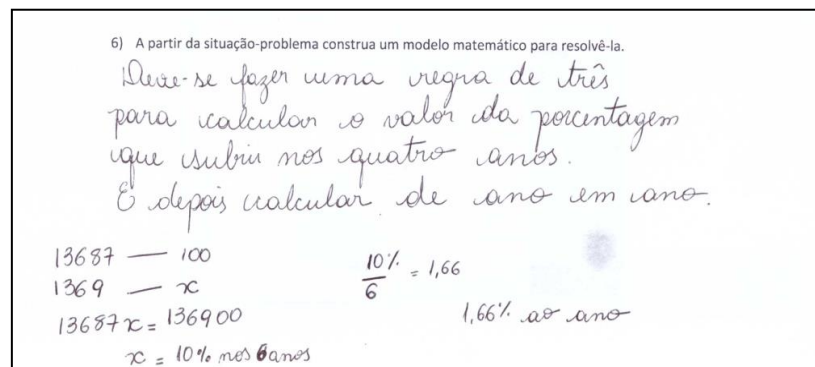 6) A partir da situação-problema construa um modelo matemático para resolvê-la.
Deve-se fazer uma regra de três
para calcular o valor da porcentagem
que subiu nos quatro anos.
E depois calcular de ano em ano.
13687 — 100
1369 — x
13687x = 136900
x = 10% nos 6 anos
10% / 6 = 1,66
1,66% ao ano